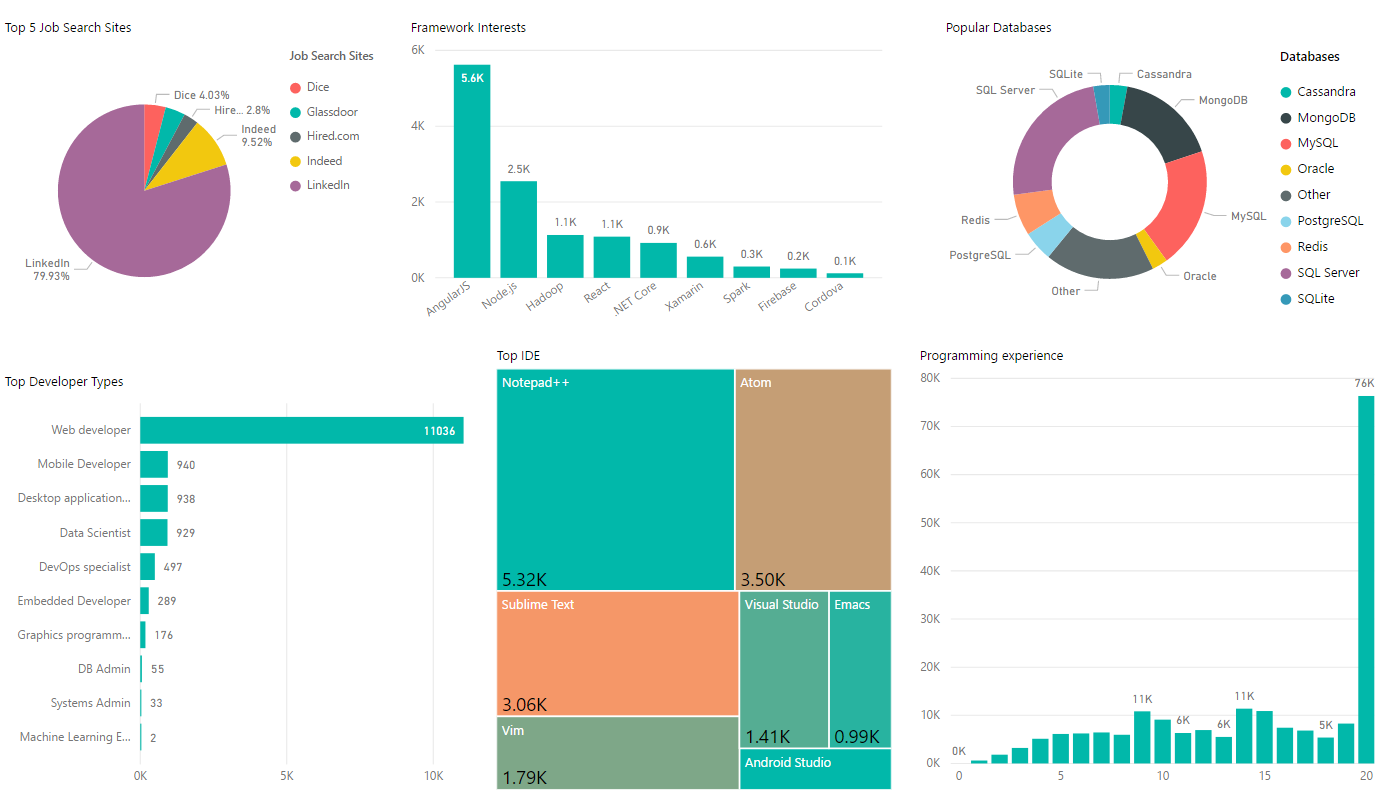 Top 5 Job Search Sites
Dice 4.03%
Hire... 2.8%
Indeed
9.52%
LinkedIn
79.93%
Job Search Sites
Dice
Glassdoor
Hired.com
Indeed
LinkedIn
Framework Interests
6K
4K
2K
0K
5.6K
2.5K
1.1K
1.1K
0.9K
0.6K
0.3K
0.2K
0.1K
AngularJS
Node.js
Hadoop
React
.NET Core
Xamarin
Spark
Firebase
Cordova
Popular Databases
SQLite
Cassandra
SQL Server
MongoDB
Redis
MySQL
PostgreSQL
Oracle
Other
Databases
Cassandra
MongoDB
MySQL
Oracle
Other
PostgreSQL
Redis
SQL Server
SQLite
Top Developer Types
Web developer 11036
Mobile Developer 940
Desktop application... 938
Data Scientist 929
DevOps specialist 497
Embedded Developer 289
Graphics programm... 176
DB Admin 55
Systems Admin 33
Machine Learning E... 2
0K 5K 10K
Top IDE
Notepad++
5.32K
Atom
3.50K
Sublime Text
3.06K
Vim
1.79K
Visual Studio
1.41K
Emacs
0.99K
Android Studio
Programming experience
80K
70K
60K
50K
40K
30K
20K
10K
0K
0K
11K
6K
6K
11K
5K
76K
0 5 10 15 20